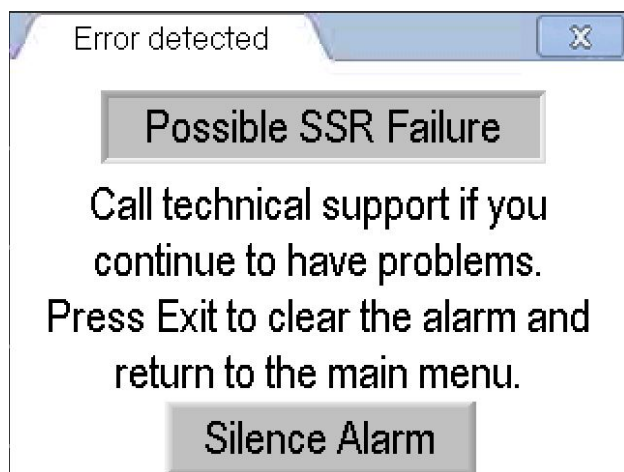 Error detected
Possible SSR Failure
Call technical support if you
continue to have problems.
Press Exit to clear the alarm and
return to the main menu.
Silence Alarm